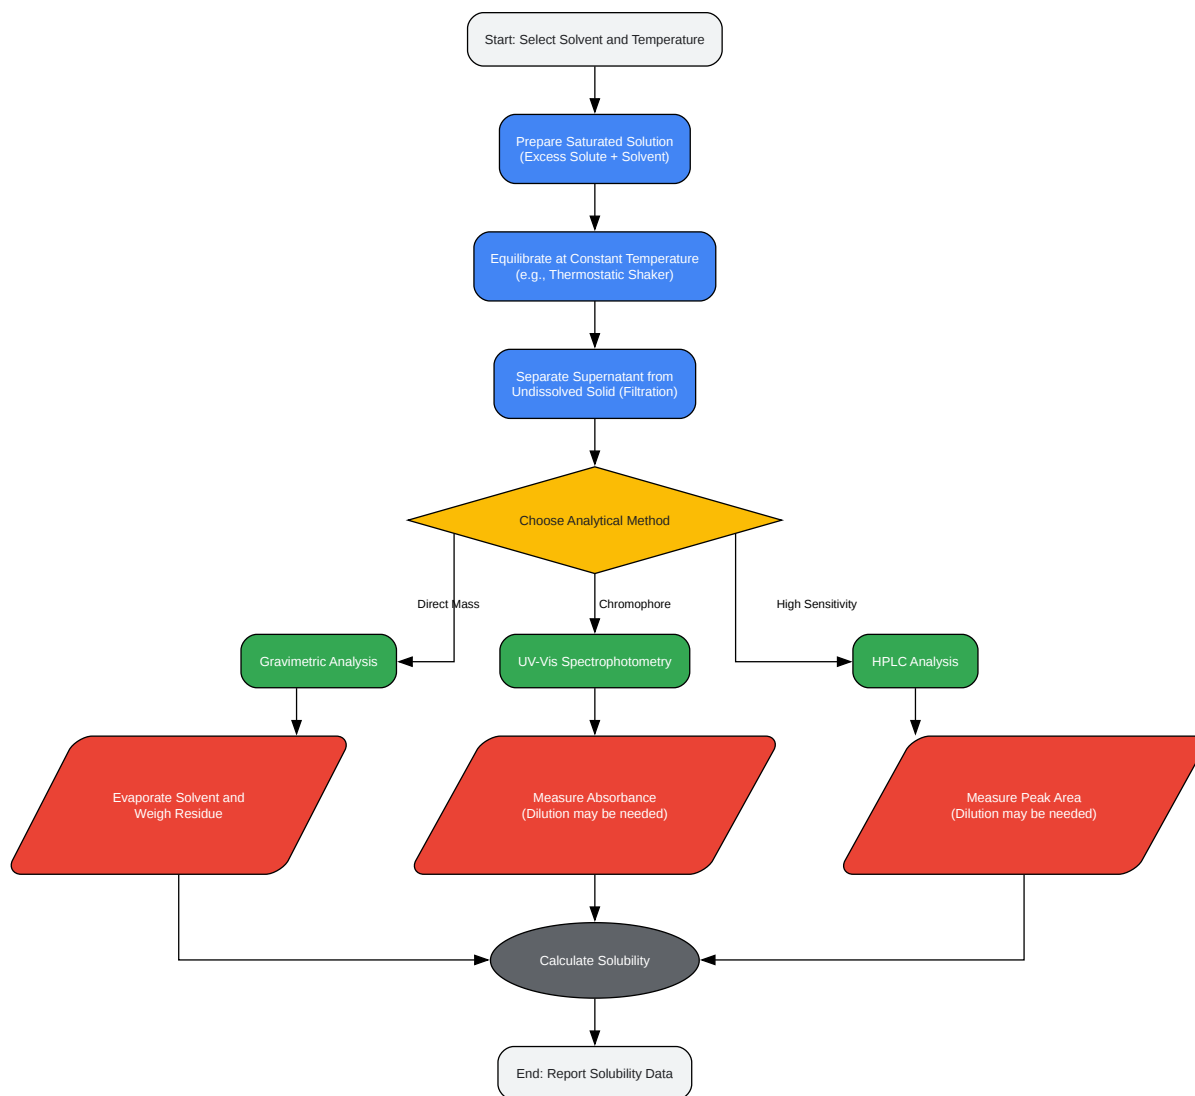 Start: Select Solvent and Temperature
Prepare Saturated Solution
(Excess Solute + Solvent)
Equilibrate at Constant Temperature
(e.g., Thermostatic Shaker)
Separate Supernatant from
Undissolved Solid (Filtration)
Choose Analytical Method
Direct Mass
Chromophore
High Sensitivity
Gravimetric Analysis
UV-Vis Spectrophotometry
HPLC Analysis
Evaporate Solvent and
Weigh Residue
Measure Absorbance
(Dilution may be needed)
Measure Peak Area
(Dilution may be needed)
Calculate Solubility
End: Report Solubility Data